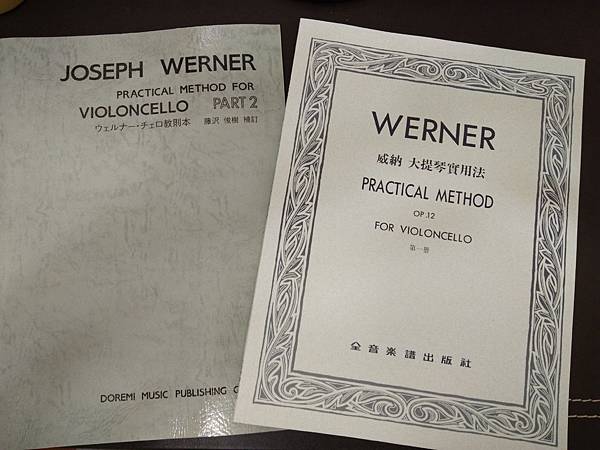 JOSEPH WERNER
PRACTICAL METHOD FOR
VIOLONCELLO PART 2
ウェルナー・チェロ教則本 藤沢 俊樹 補訂
DOREMI MUSIC PUBLISHING
WERNER
威納 大提琴實用法
PRACTICAL METHOD
OP.12
FOR VIOLONCELLO
第一册
全音楽譜出版社